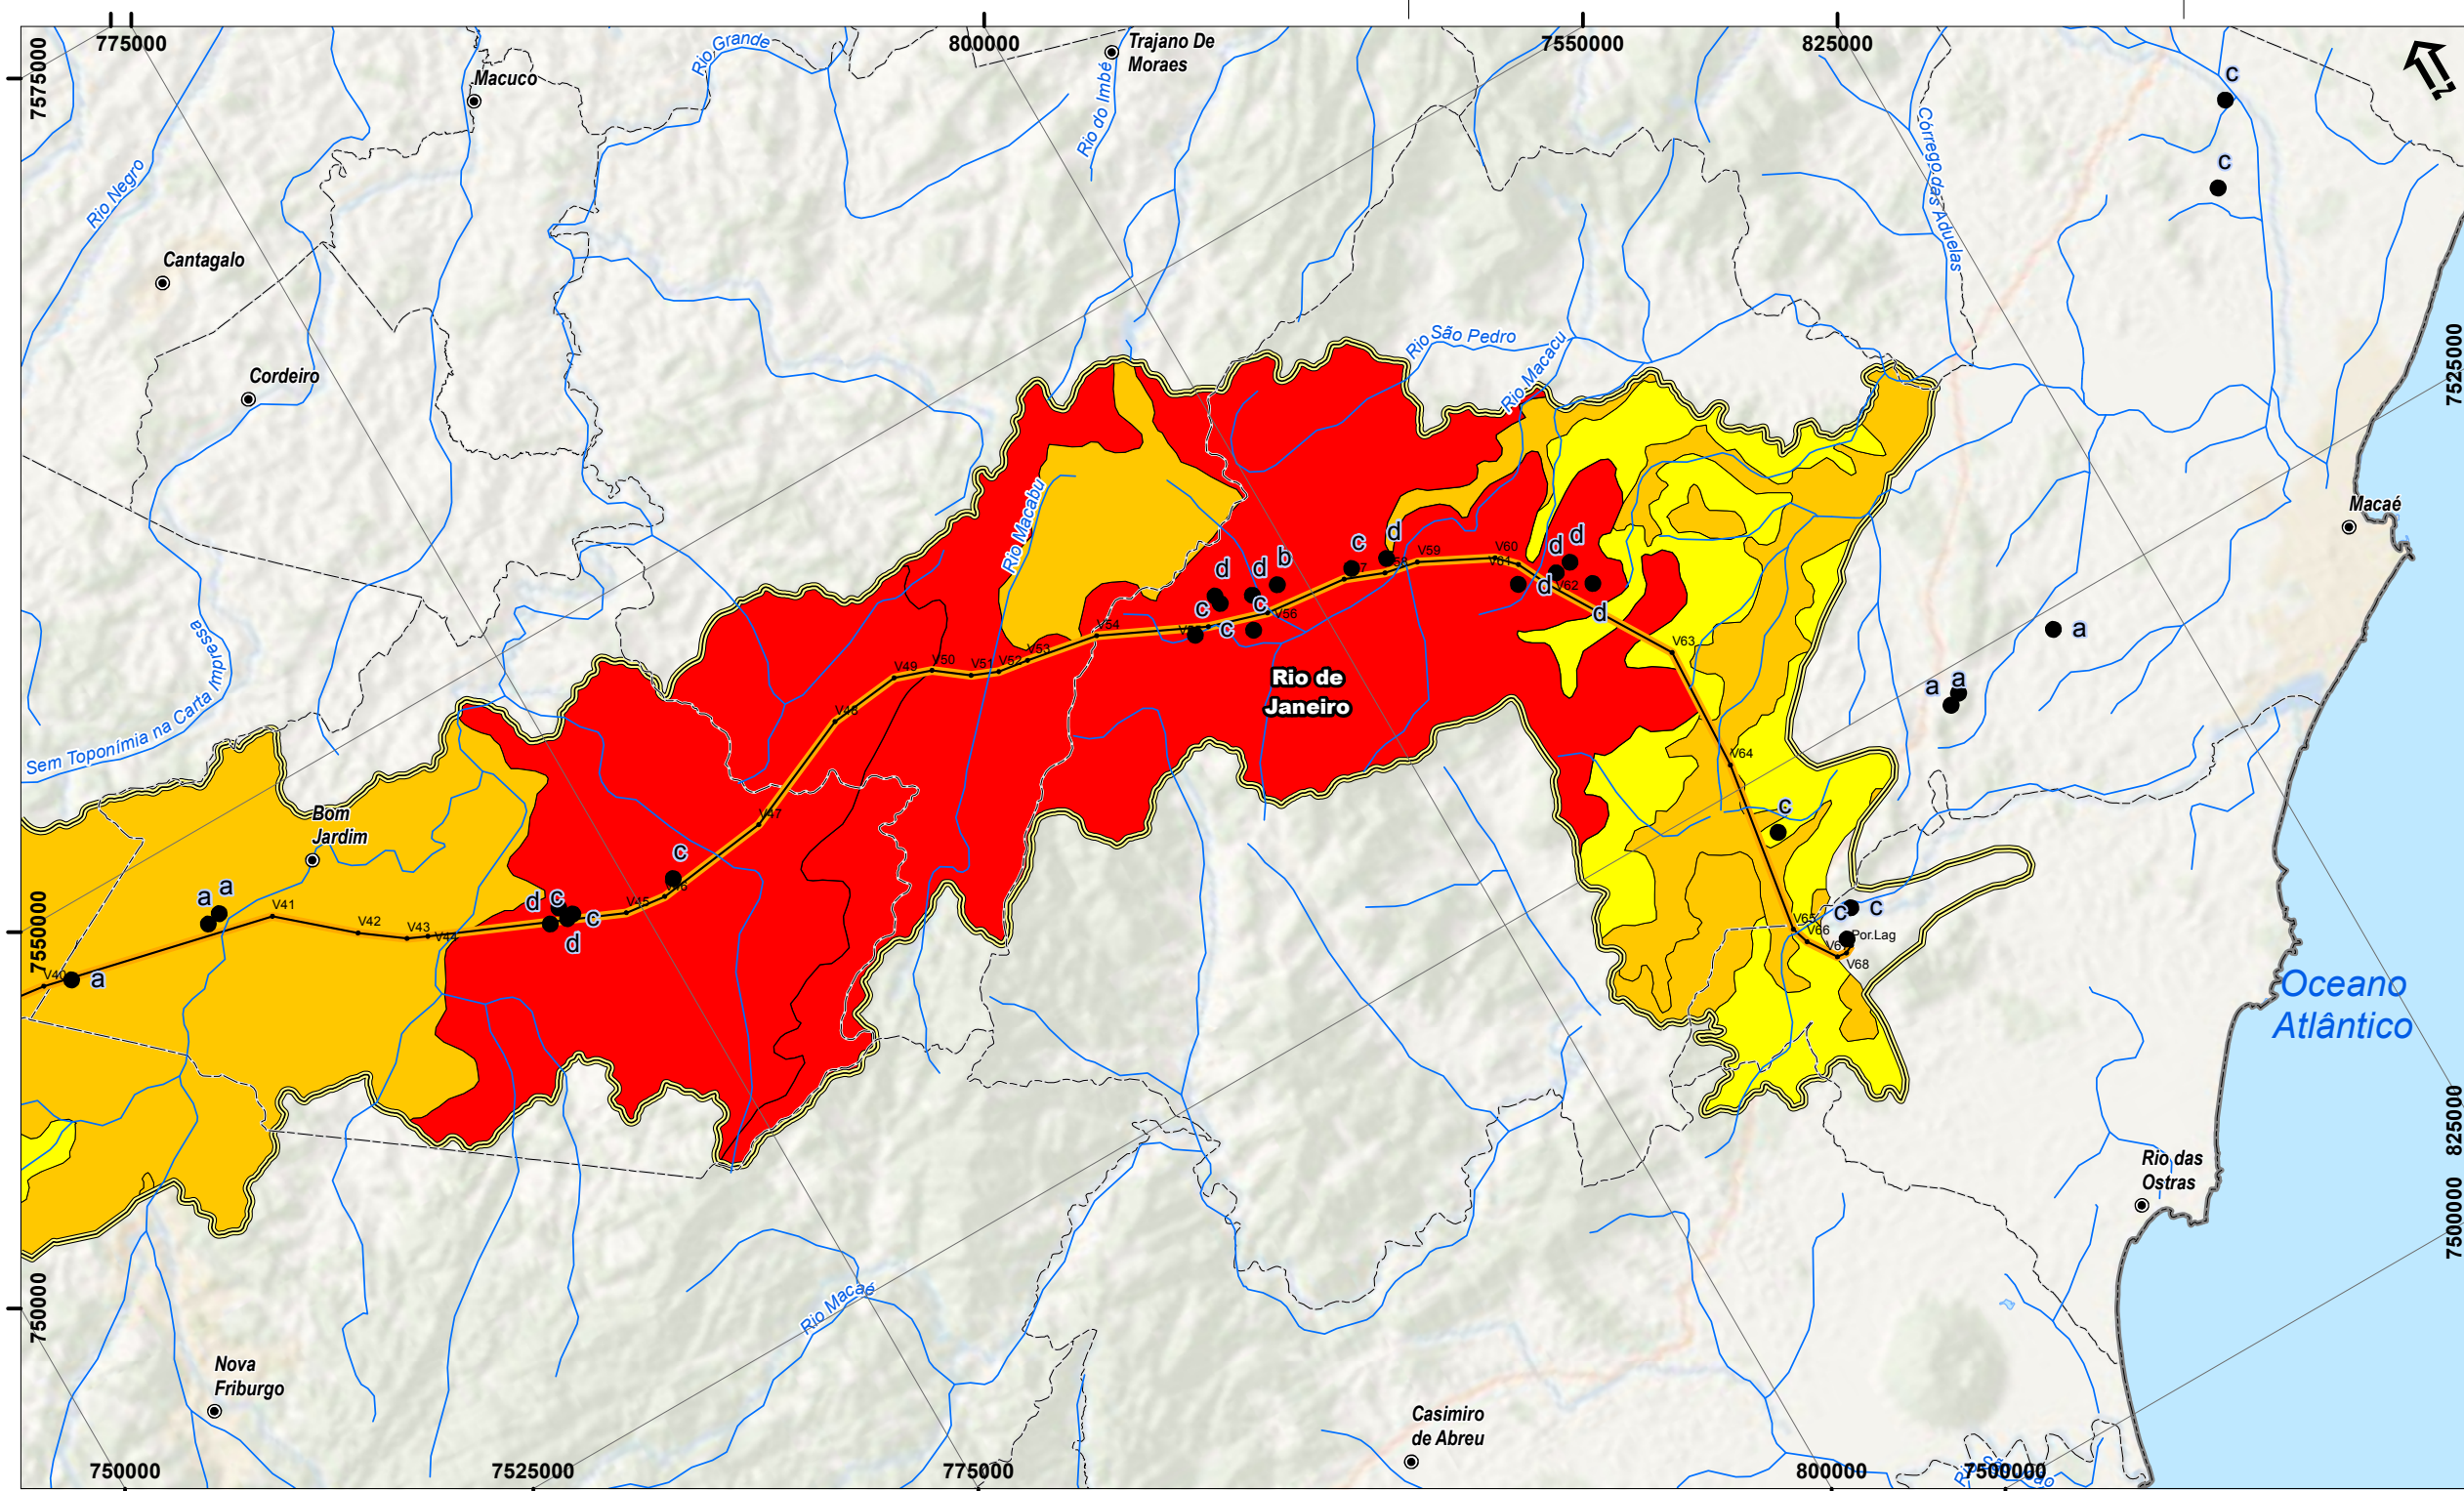 775000
800000
7550000
825000
7575000
Rio Grande
Trajano De
Moraes
Macuco
Rio do Imbé
c
Rio Negro
Córrego das Aduelas
c
Cantagalo
Rio São Pedro
7525000
Cordeiro
Rio Macacu
Macaé
Rio Macabu
d
c
d
d
V59
V60
V61
d
d
b
V62
d
c
c
V56
d
c
V54
V63
a
Sem Toponímia na Carta Impressa
V53
V52
V51
V50
V49
Rio de
Janeiro
a
a
V48
V64
Bom
Jardim
V47
c
c
a
a
V41
V42
V43
V44
d
c
c
d
V45
V46
V65
V66
c
c
Por.Lag
V68
V40
a
7550000
Oceano
Atlântico
825000
Rio das
Ostras
7500000
Rio Macaé
7500000
Nova
Friburgo
Casimiro
de Abreu
750000
7525000
775000
800000
7500000